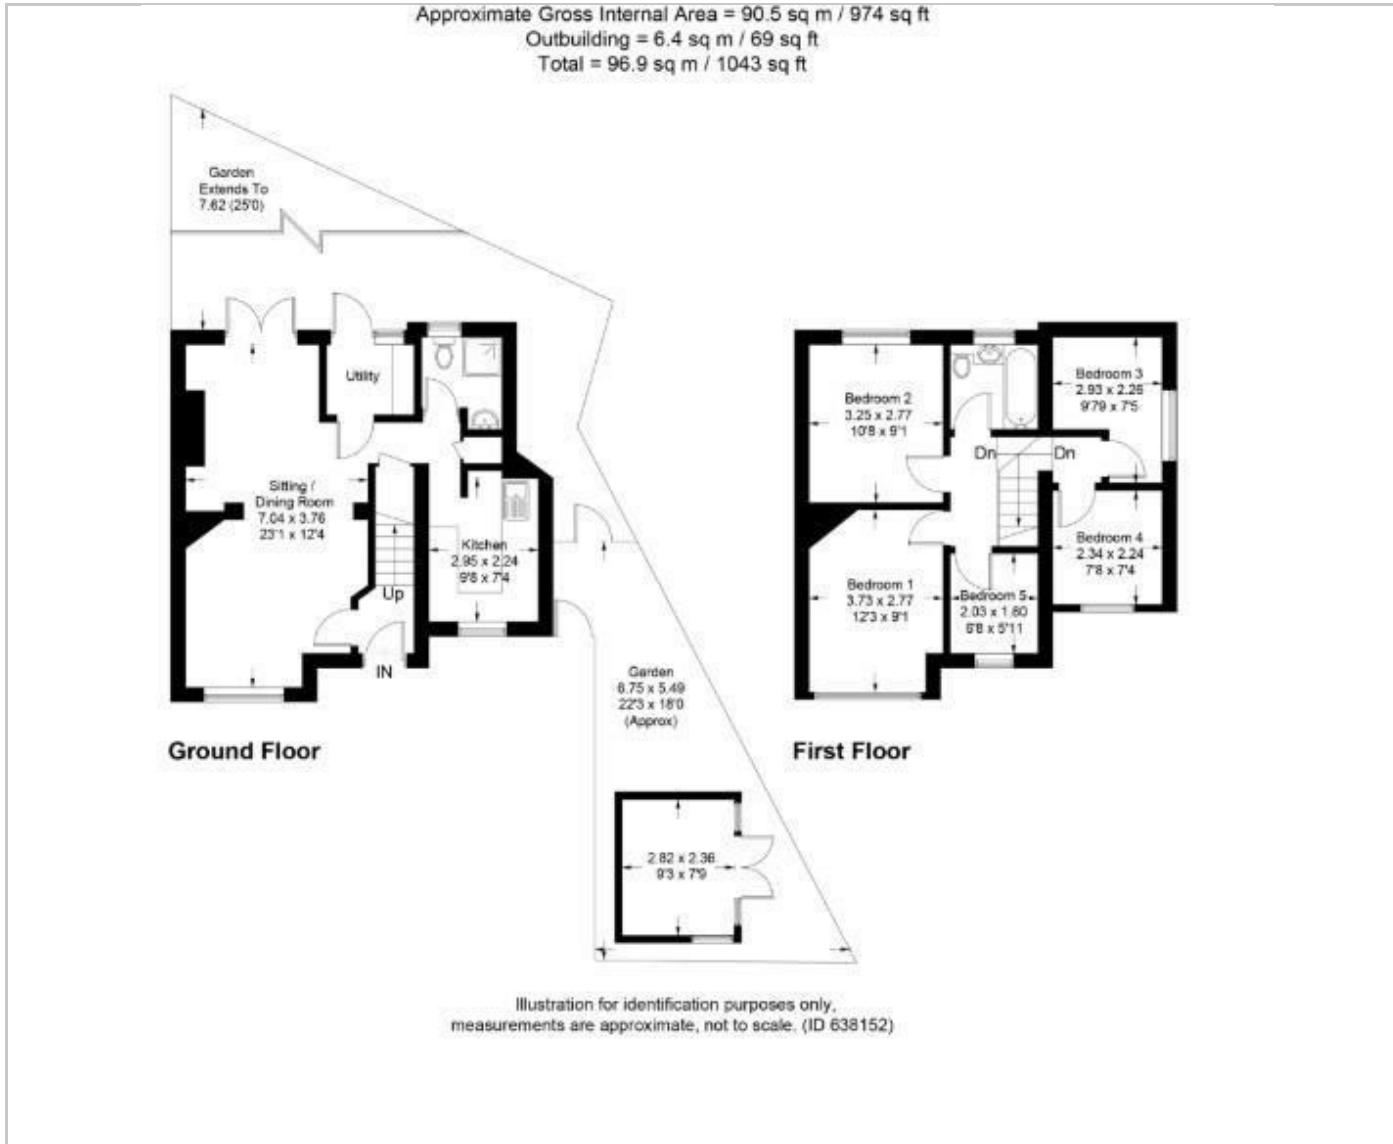 Approximate Gross Internal Area = 90.5 sq m / 974 sq ft
Outbuilding = 6.4 sq m / 69 sq ft
Total = 96.9 sq m / 1043 sq ft
Garden
Extends To
7.62 (25'0)
Utility
Sitting /
Dining Room
7.04 x 3.76
23'1 x 12'4
Kitchen
2.95 x 2.24
9'8 x 7'4
Up
IN
Garden
6.75 x 5.49
22'3 x 18'0
(Approx)
2.82 x 2.36
9'3 x 7'9
Ground Floor
Bedroom 2
3.25 x 2.77
10'8 x 9'1
Bedroom 3
2.93 x 2.26
9'79 x 7'5
Dn
Dn
Bedroom 4
2.34 x 2.24
7'8 x 7'4
Bedroom 1
3.73 x 2.77
12'3 x 9'1
Bedroom 5
2.03 x 1.80
6'8 x 5'11
First Floor
Illustration for identification purposes only,
measurements are approximate, not to scale. (ID 638152)